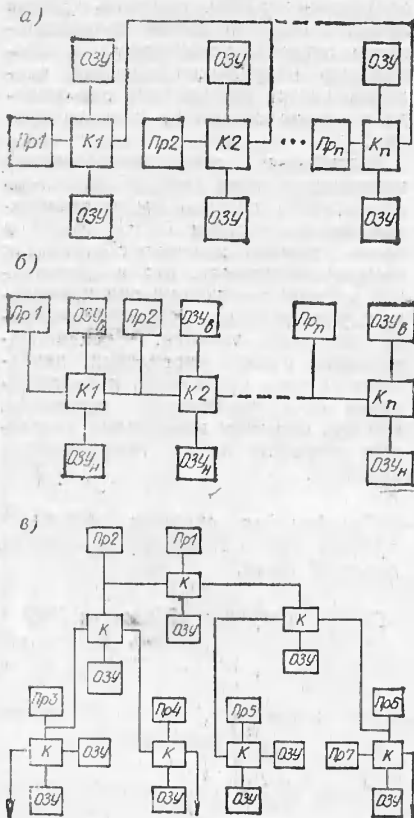 а)
ОЗУ ОЗУ ОЗУ
Пр1 К1 Пр2 К2 ••• Прn Кn
ОЗУ ОЗУ ОЗУ
б)
Пр1 ОЗУв Пр2 ОЗУв Прn ОЗУв
К1 К2 Кn
ОЗУн ОЗУн ОЗУн
в)
Пр2 Пр1
К
К ОЗУ К
ОЗУ ОЗУ
Пр3 Пр4 Пр5 Пр6
К ОЗУ К К ОЗУ Пр7 К
ОЗУ ОЗУ ОЗУ ОЗУ